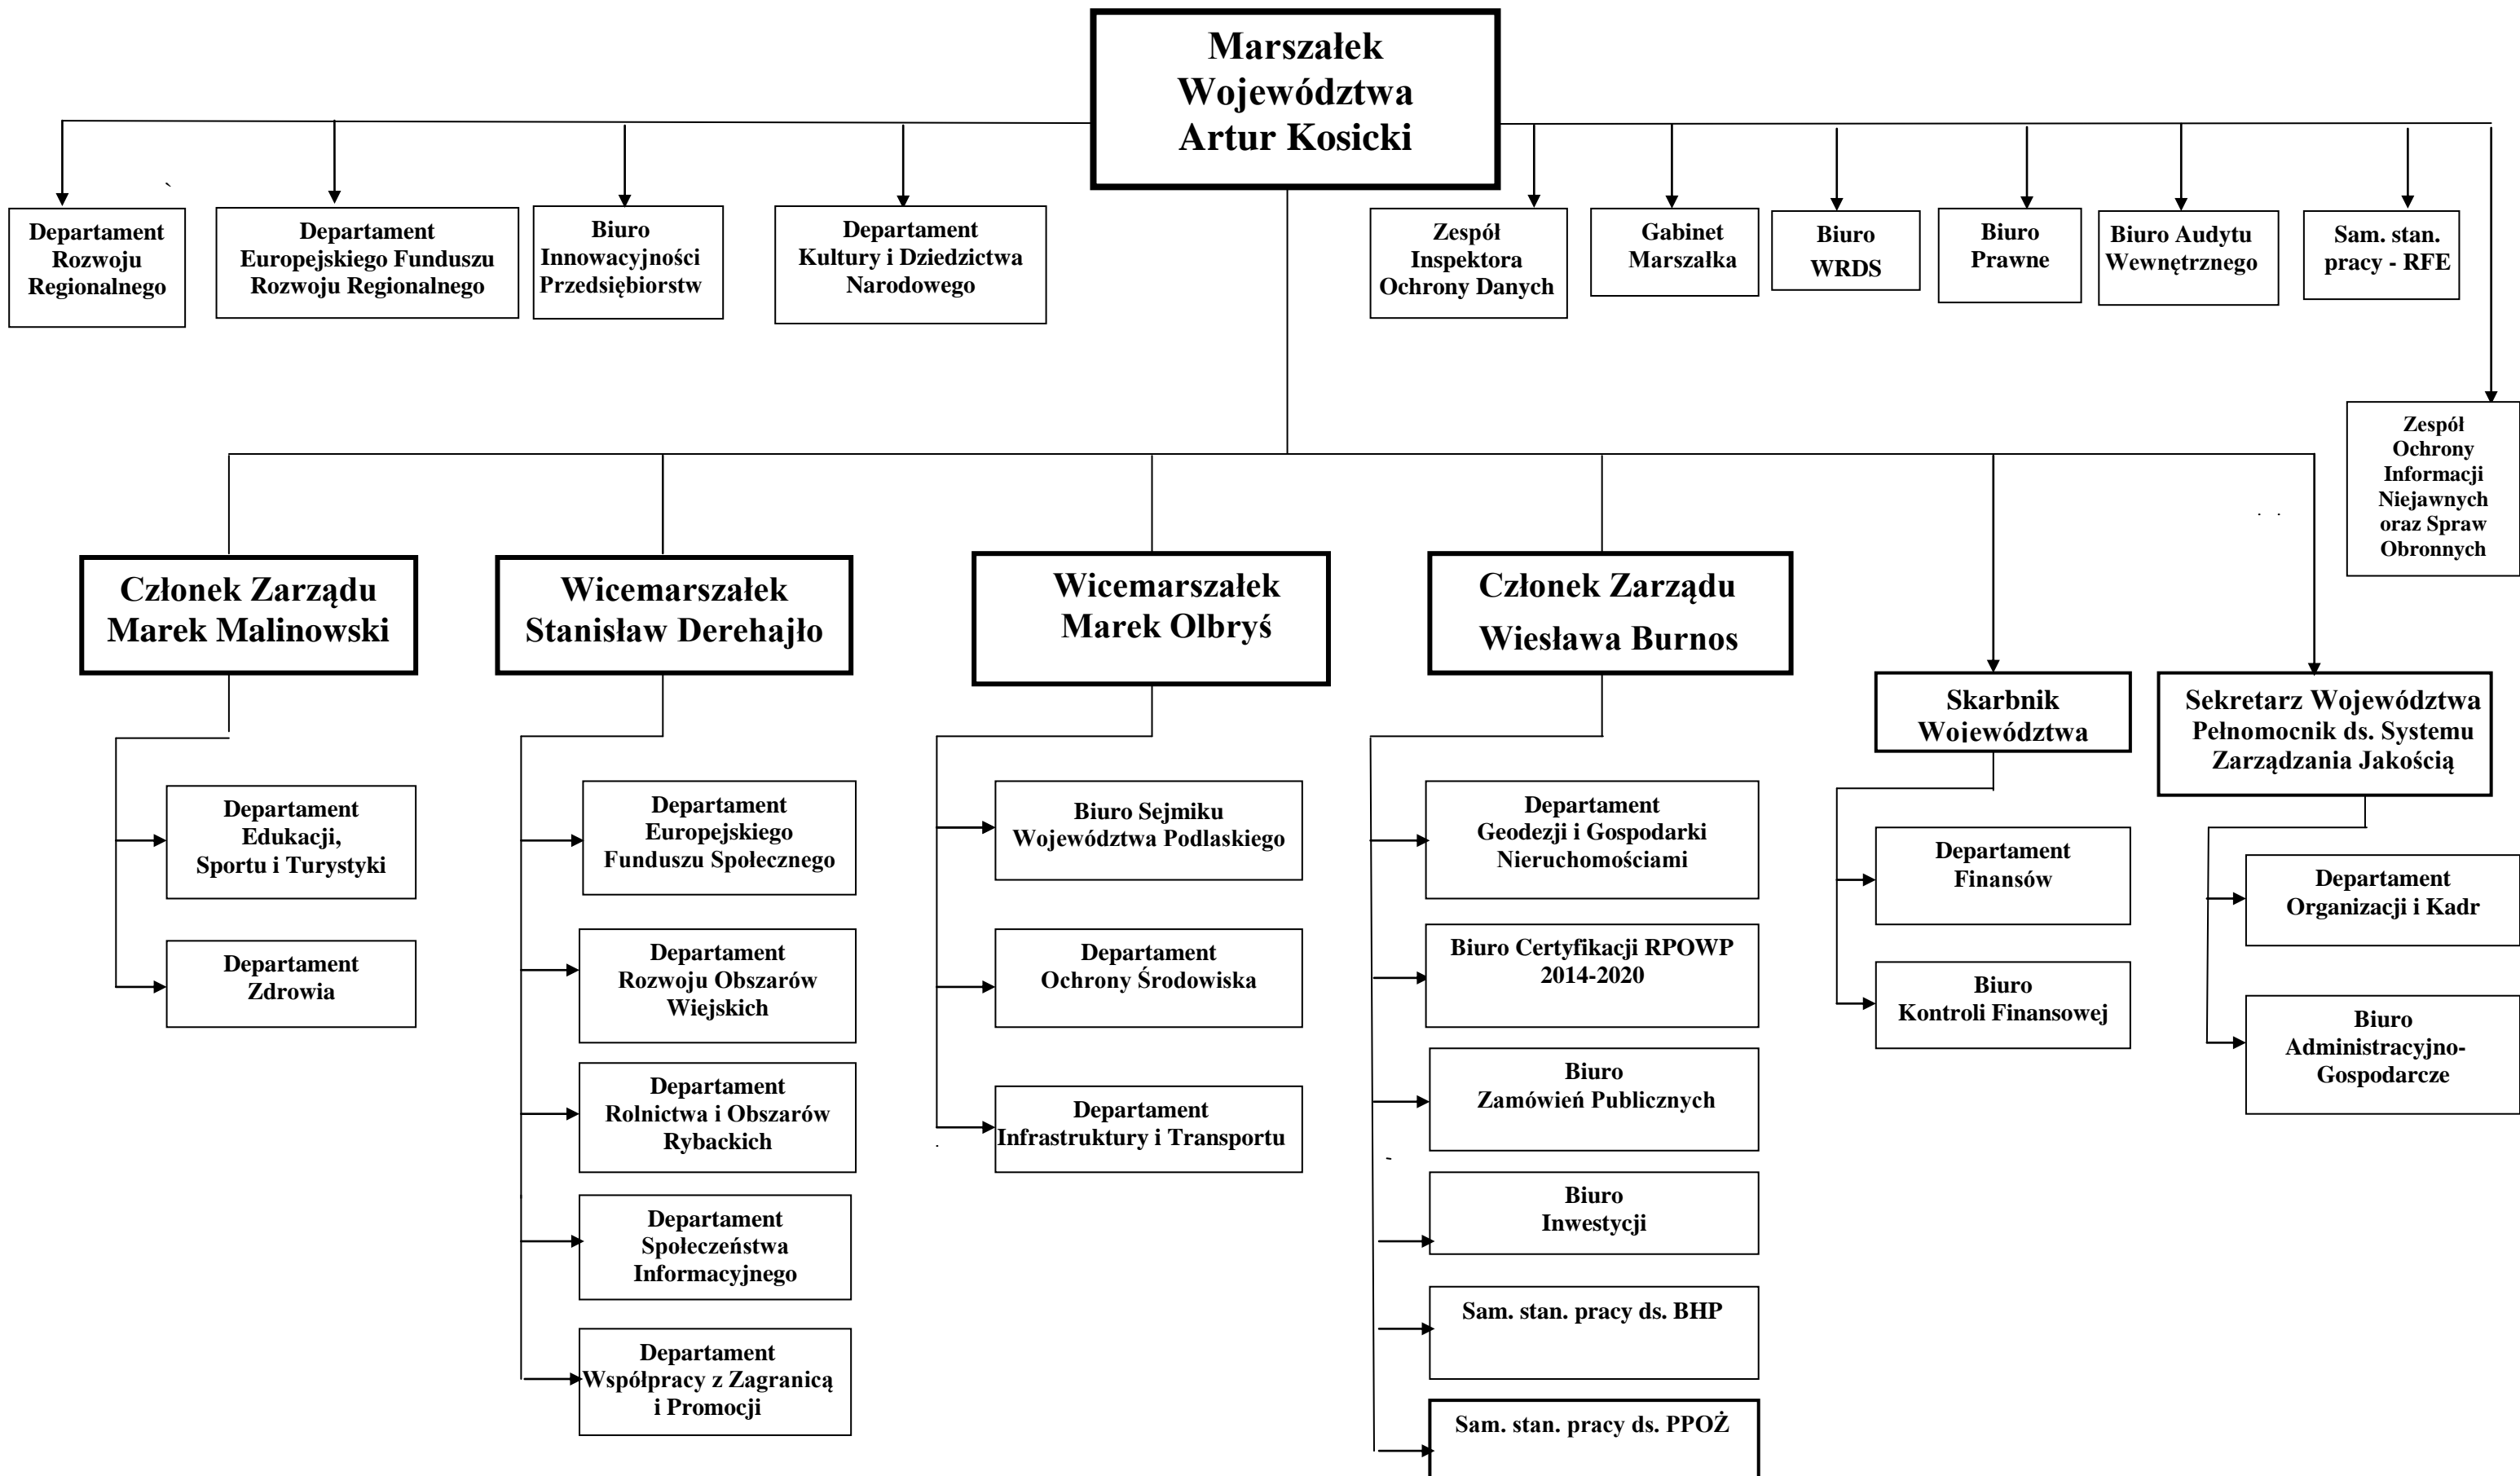 Marszałek
Województwa
Artur Kosicki
Departament
Rozwoju
Regionalnego
Departament
Europejskiego Funduszu
Rozwoju Regionalnego
Biuro
Innowacyjności
Przedsiębiorstw
Departament
Kultury i Dziedzictwa
Narodowego
Zespół
Inspektora
Ochrony Danych
Gabinet
Marszałka
Biuro
WRDS
Biuro
Prawne
Biuro Audytu
Wewnętrznego
Sam. stan.
pracy - RFE
Zespół
Ochrony
Informacji
Niejawnych
oraz Spraw
Obronnych
Członek Zarządu
Marek Malinowski
Wicemarszałek
Stanisław Derehajło
Wicemarszałek
Marek Olbryś
Członek Zarządu
Wiesława Burnos
Skarbnik
Województwa
Sekretarz Województwa
Pełnomocnik ds. Systemu
Zarządzania Jakością
Departament
Edukacji,
Sportu i Turystyki
Departament
Zdrowia
Departament
Europejskiego
Funduszu Społecznego
Departament
Rozwoju Obszarów
Wiejskich
Departament
Rolnictwa i Obszarów
Rybackich
Departament
Społeczeństwa
Informacyjnego
Departament
Współpracy z Zagranicą
i Promocji
Biuro Sejmiku
Województwa Podlaskiego
Departament
Ochrony Środowiska
Departament
Infrastruktury i Transportu
Departament
Geodezji i Gospodarki
Nieruchomościami
Biuro Certyfikacji RPOWP
2014-2020
Biuro
Zamówień Publicznych
Biuro
Inwestycji
Sam. stan. pracy ds. BHP
Sam. stan. pracy ds. PPOŻ
Departament
Finansów
Biuro
Kontroli Finansowej
Departament
Organizacji i Kadr
Biuro
Administracyjno-
Gospodarcze